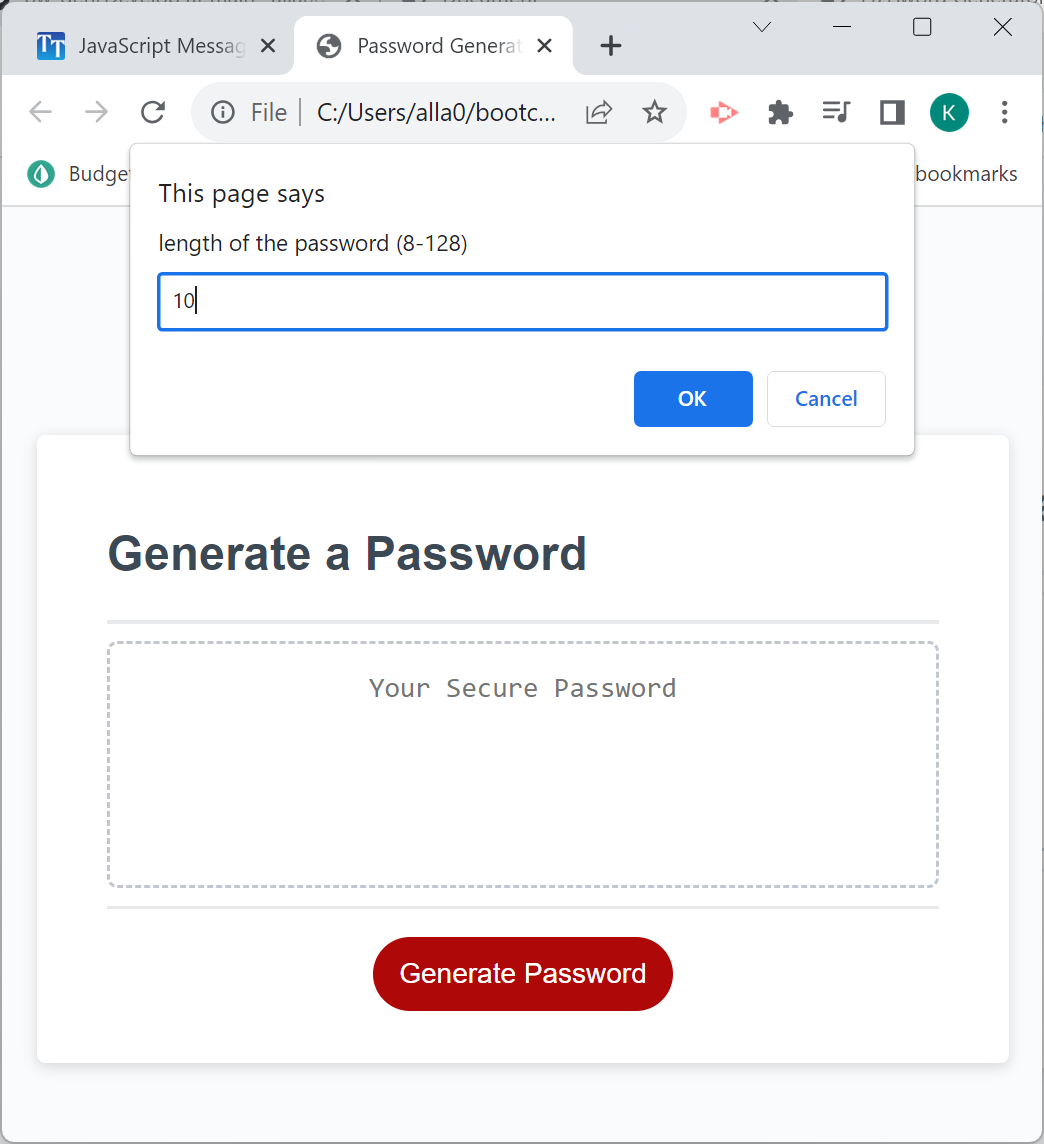 JavaScript Messag
Password Generat
File
C:/Users/alla0/bootc...
K
Budget
bookmarks
This page says
length of the password (8-128)
10
OK
Cancel
Generate a Password
Your Secure Password
Generate Password